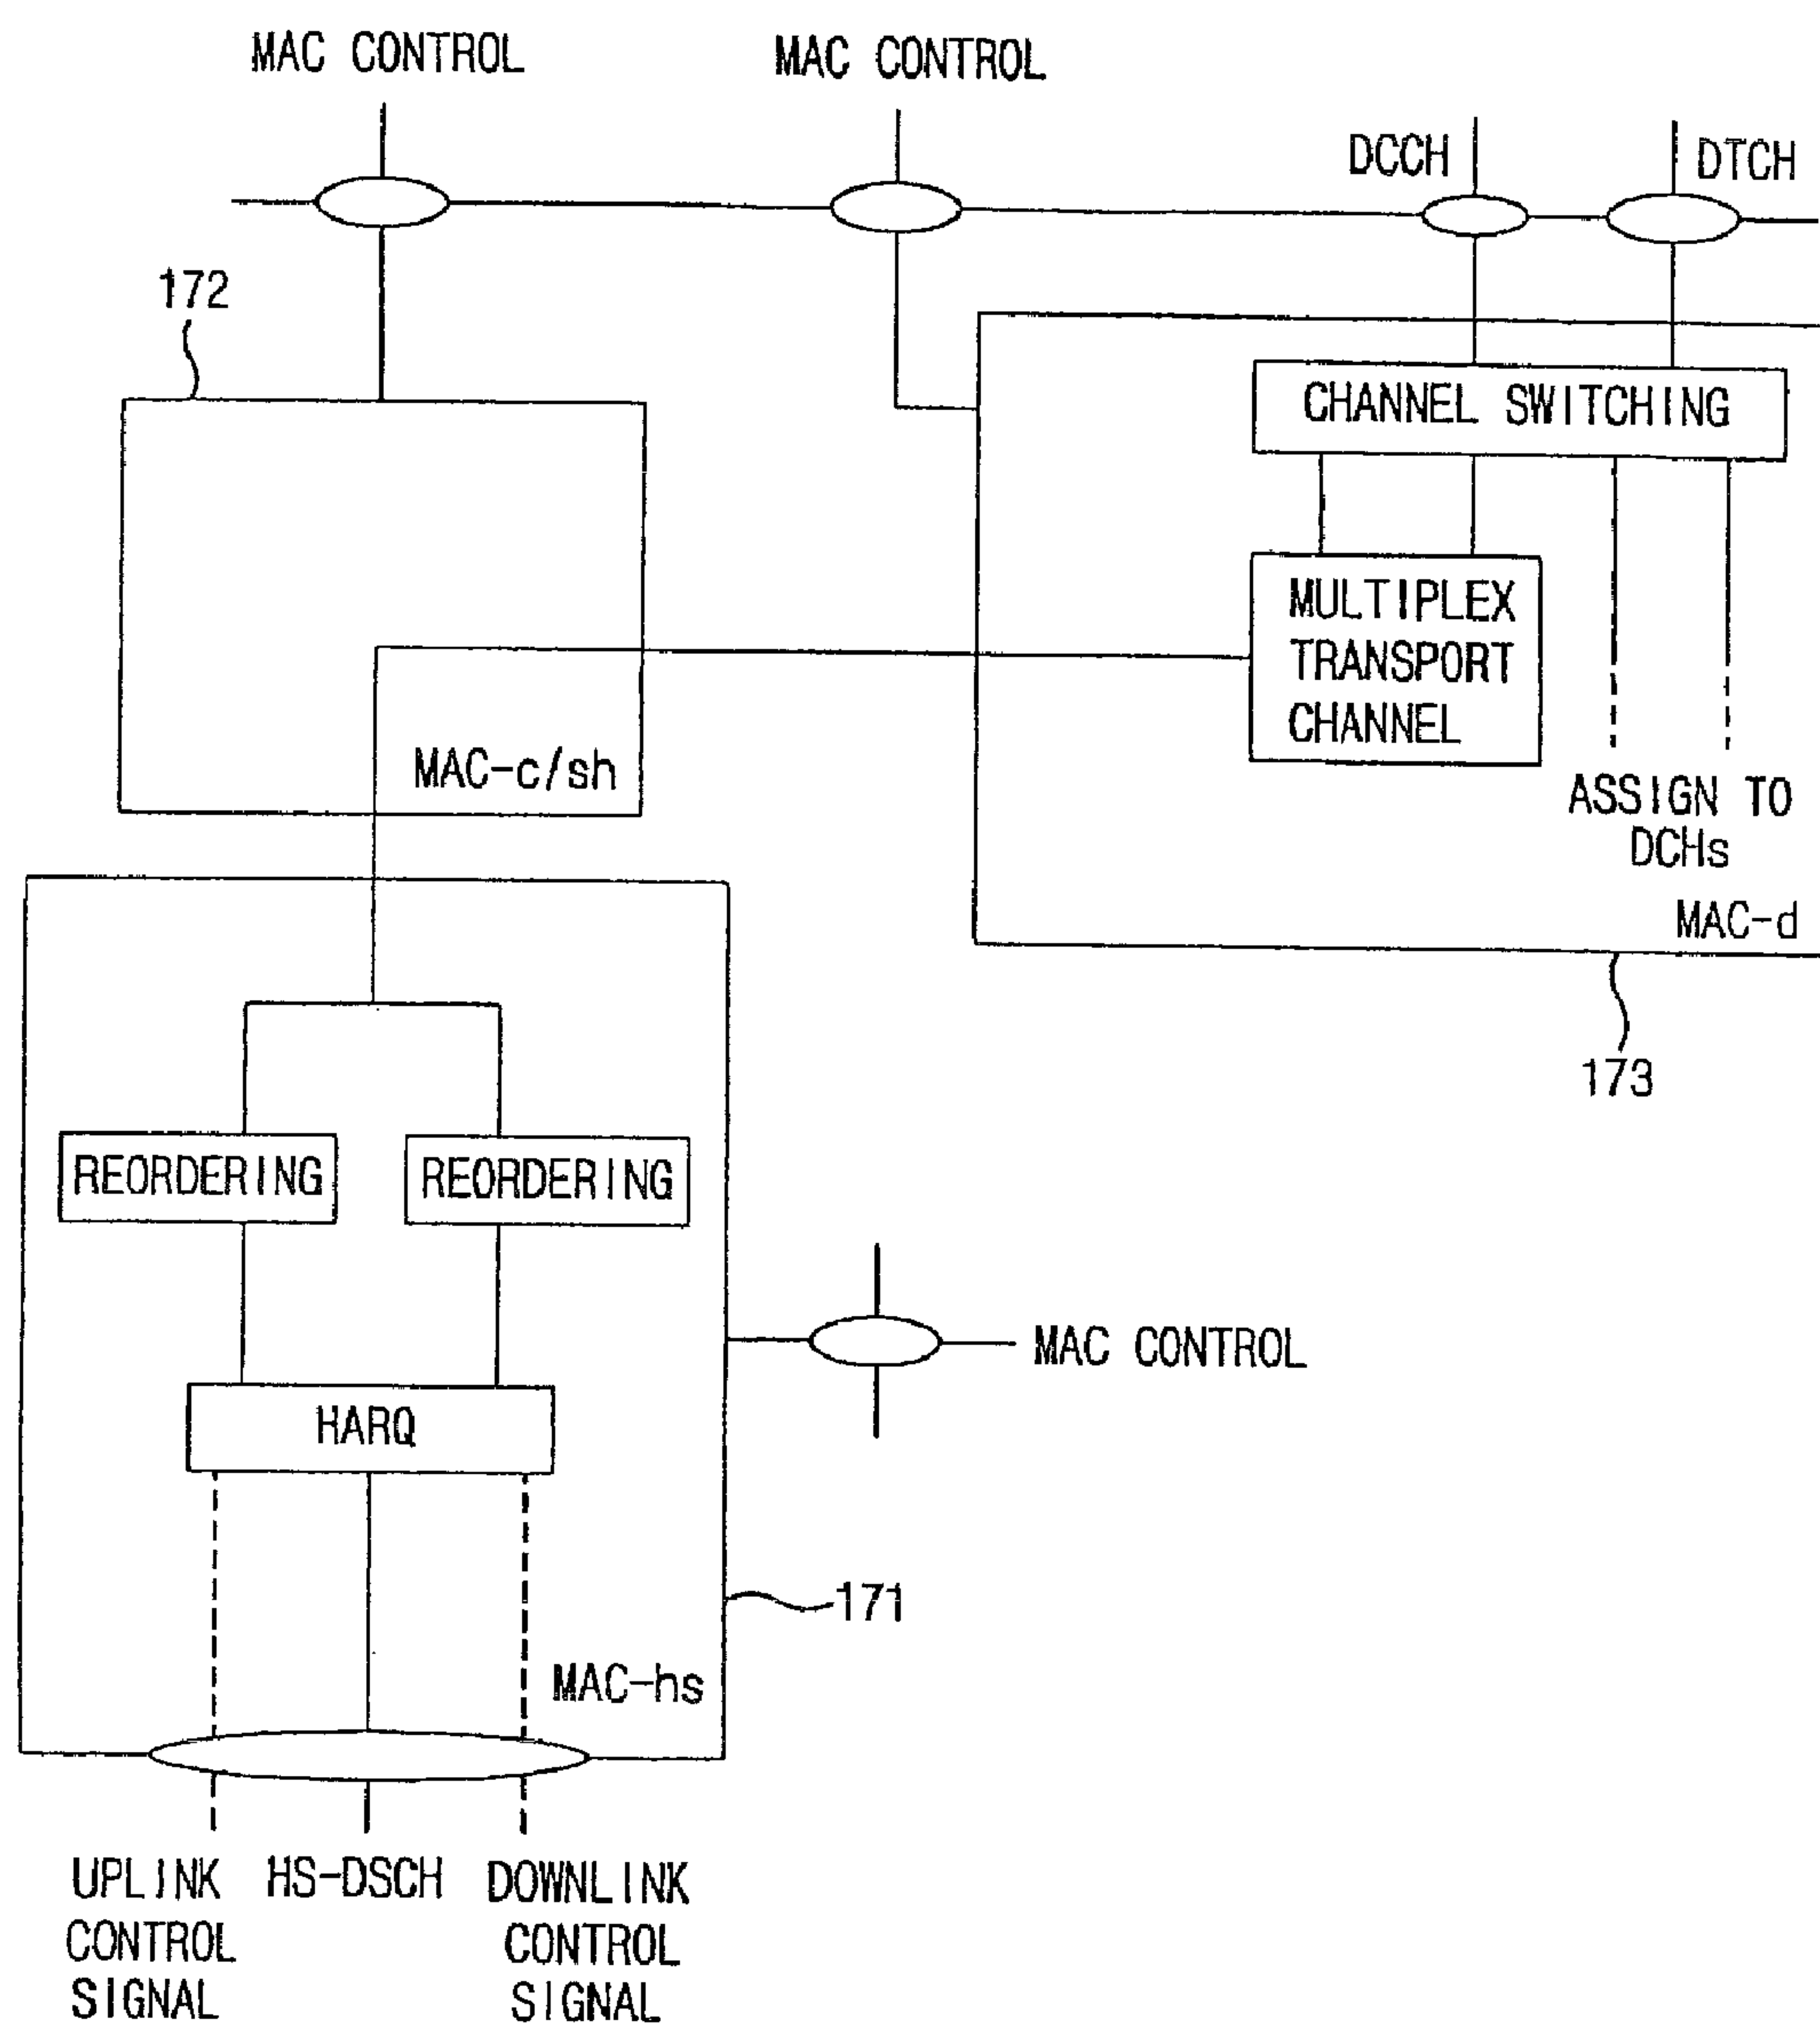 MAC CONTROL
MAC CONTROL
DCCH
DTCH
172
CHANNEL SWITCHING
MULTIPLEX
TRANSPORT
CHANNEL
MAC-c/sh
ASSIGN TO
DCHs
MAC-d
173
REORDERING
REORDERING
MAC CONTROL
HARQ
171
MAC-hs
UPLINK
CONTROL
SIGNAL
HS-DSCH
DOWNLINK
CONTROL
SIGNAL